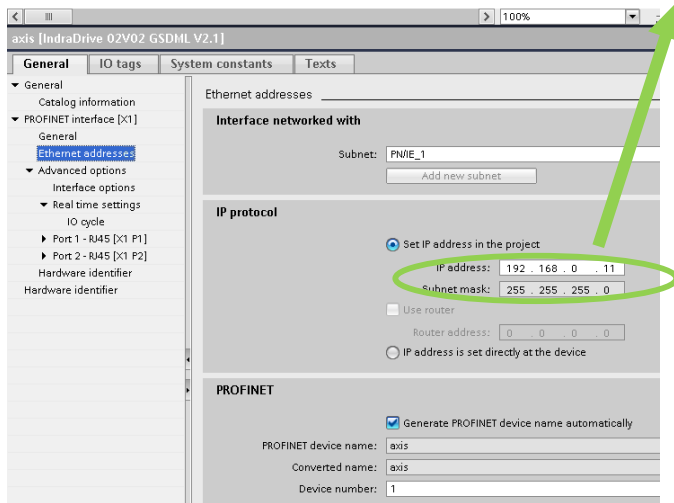 100%
axis [IndraDrive 02V02 GSDML V2.1]
General IO tags System constants Texts
General
Catalog information
PROFINET interface [X1]
General
Ethernet addresses
Advanced options
Interface options
Real time settings
IO cycle
Port 1 - RJ45 [X1 P1]
Port 2 - RJ45 [X1 P2]
Hardware identifier
Hardware identifier
Ethernet addresses
Interface networked with
Subnet: PN/IE_1
Add new subnet
IP protocol
Set IP address in the project
IP address: 192 . 168 . 0 . 11
Subnet mask: 255 . 255 . 255 . 0
Use router
Router address: 0 . 0 . 0 . 0
IP address is set directly at the device
PROFINET
Generate PROFINET device name automatically
PROFINET device name: axis
Converted name: axis
Device number: 1